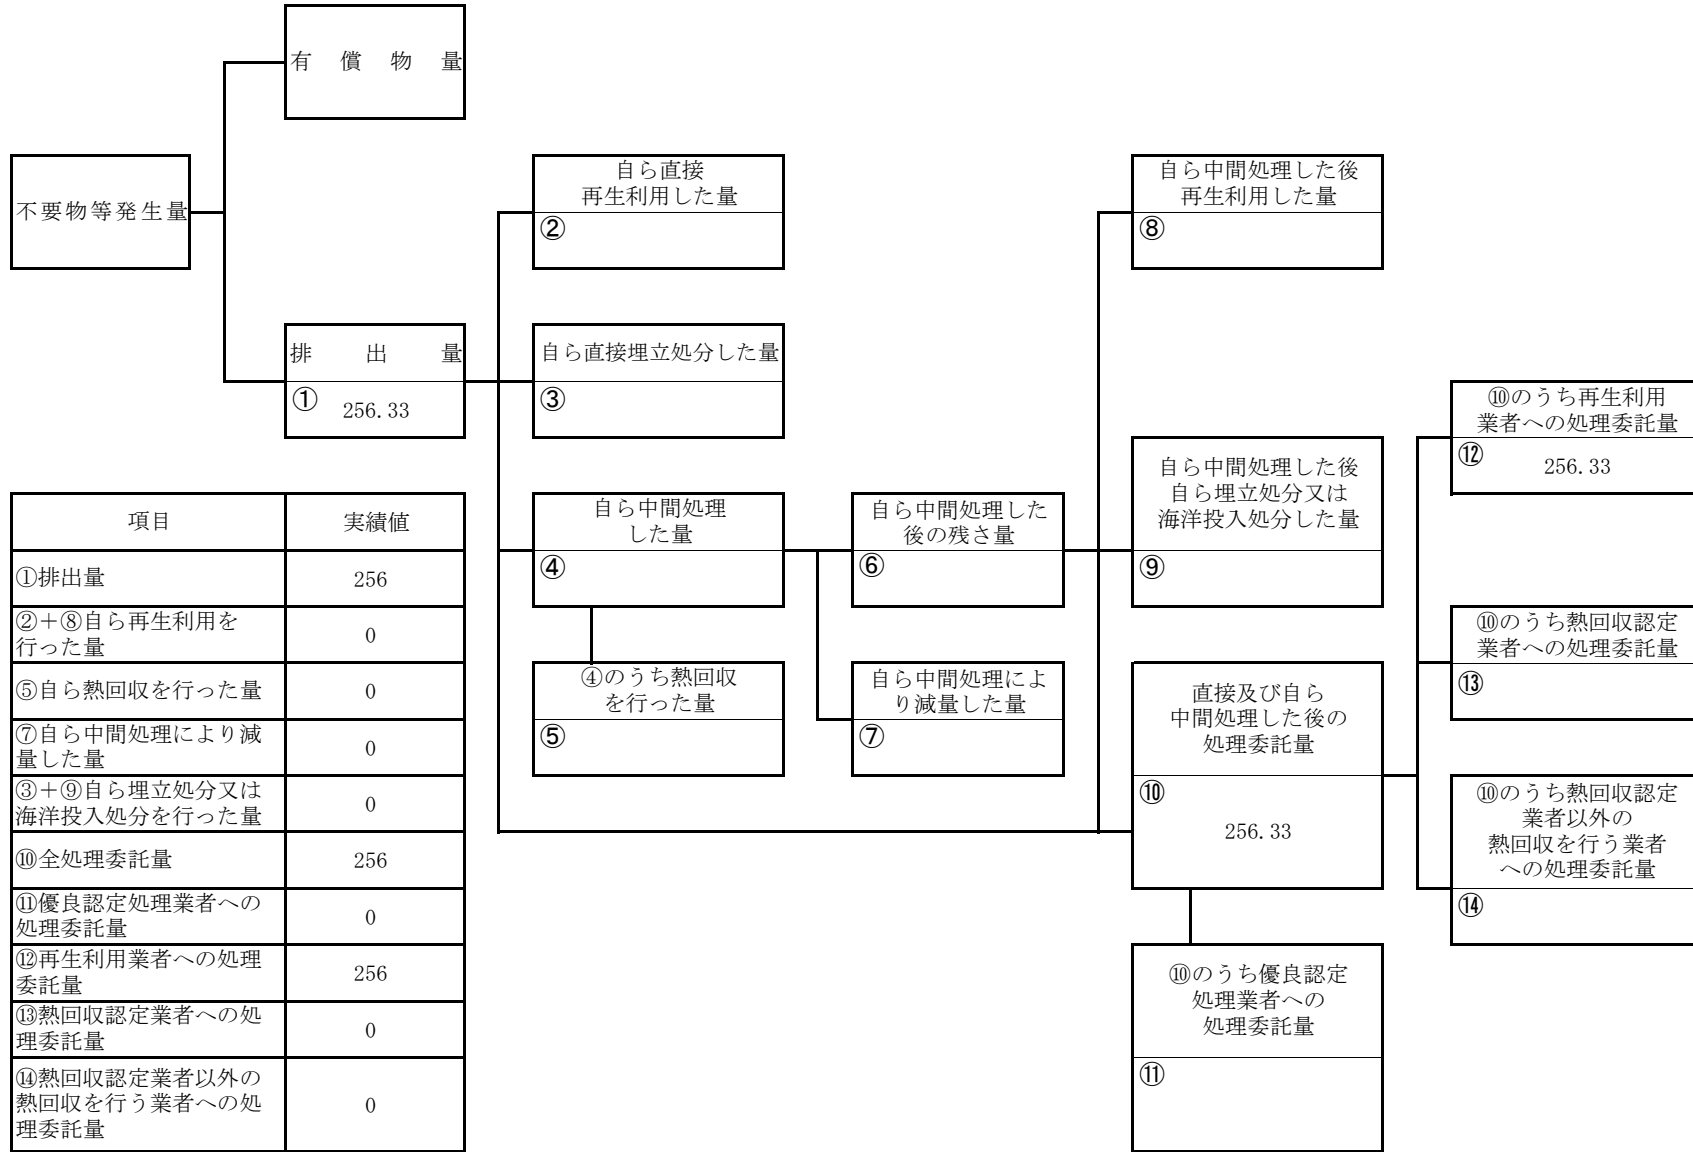 有償物量
不要物等発生量
自ら直接
再生利用した量
②
自ら中間処理した後
再生利用した量
⑧
排出量
①
256.33
自ら直接埋立処分した量
③
⑩のうち再生利用
業者への処理委託量
⑫
256.33
自ら中間処理した後
自ら埋立処分又は
海洋投入処分した量
⑨
自ら中間処理
した量
④
自ら中間処理した
後の残さ量
⑥
⑩のうち熱回収認定
業者への処理委託量
⑬
④のうち熱回収
を行った量
⑤
自ら中間処理によ
り減量した量
⑦
直接及び自ら
中間処理した後の
処理委託量
⑩
256.33
⑩のうち熱回収認定
業者以外の
熱回収を行う業者
への処理委託量
⑭
⑩のうち優良認定
処理業者への
処理委託量
⑪
項目
実績値
①排出量
256
②＋⑧自ら再生利用を
行った量
0
⑤自ら熱回収を行った量
0
⑦自ら中間処理により減
量した量
0
③＋⑨自ら埋立処分又は
海洋投入処分を行った量
0
⑩全処理委託量
256
⑪優良認定処理業者への
処理委託量
0
⑫再生利用業者への処理
委託量
256
⑬熱回収認定業者への処
理委託量
0
⑭熱回収認定業者以外の
熱回収を行う業者への処
理委託量
0